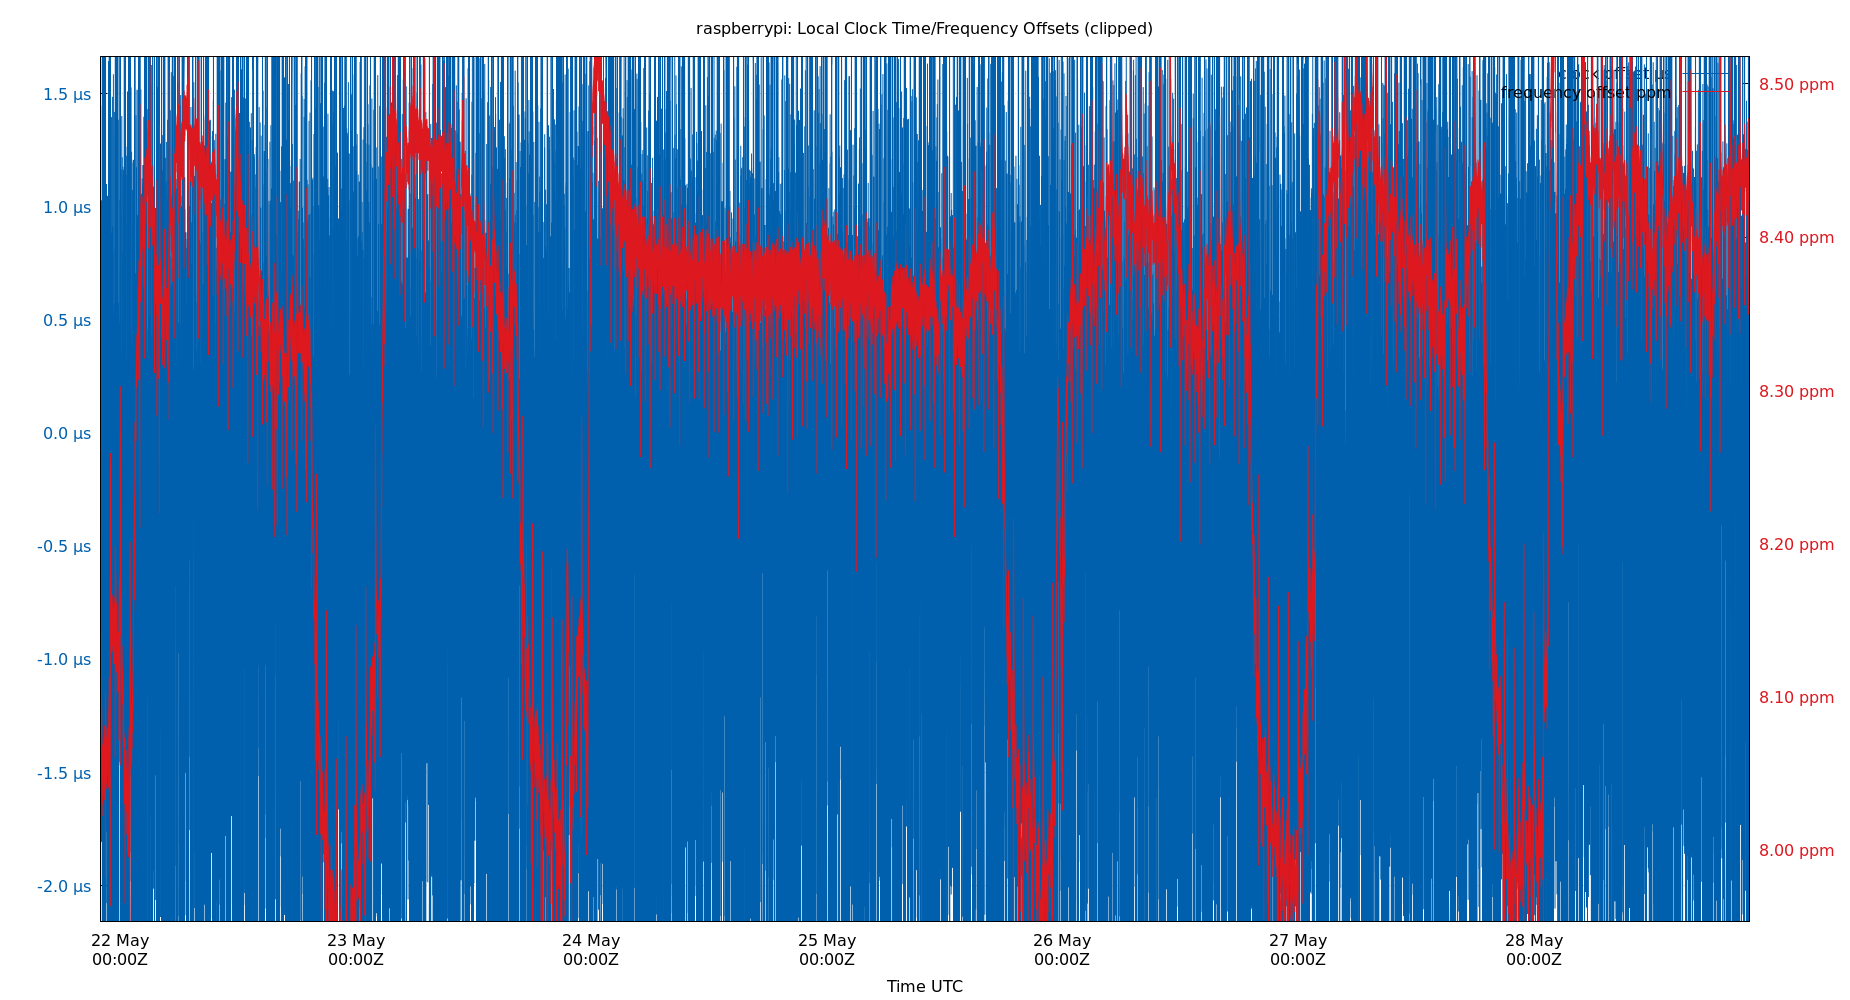 raspberrypi: Local Clock Time/Frequency Offsets (clipped)
clock offset µs
frequency offset ppm
1.5 µs
1.0 µs
0.5 µs
0.0 µs
-0.5 µs
-1.0 µs
-1.5 µs
-2.0 µs
8.50 ppm
8.40 ppm
8.30 ppm
8.20 ppm
8.10 ppm
8.00 ppm
22 May 23 May 24 May 25 May 26 May 27 May 28 May
00:00Z 00:00Z 00:00Z 00:00Z 00:00Z 00:00Z 00:00Z
Time UTC